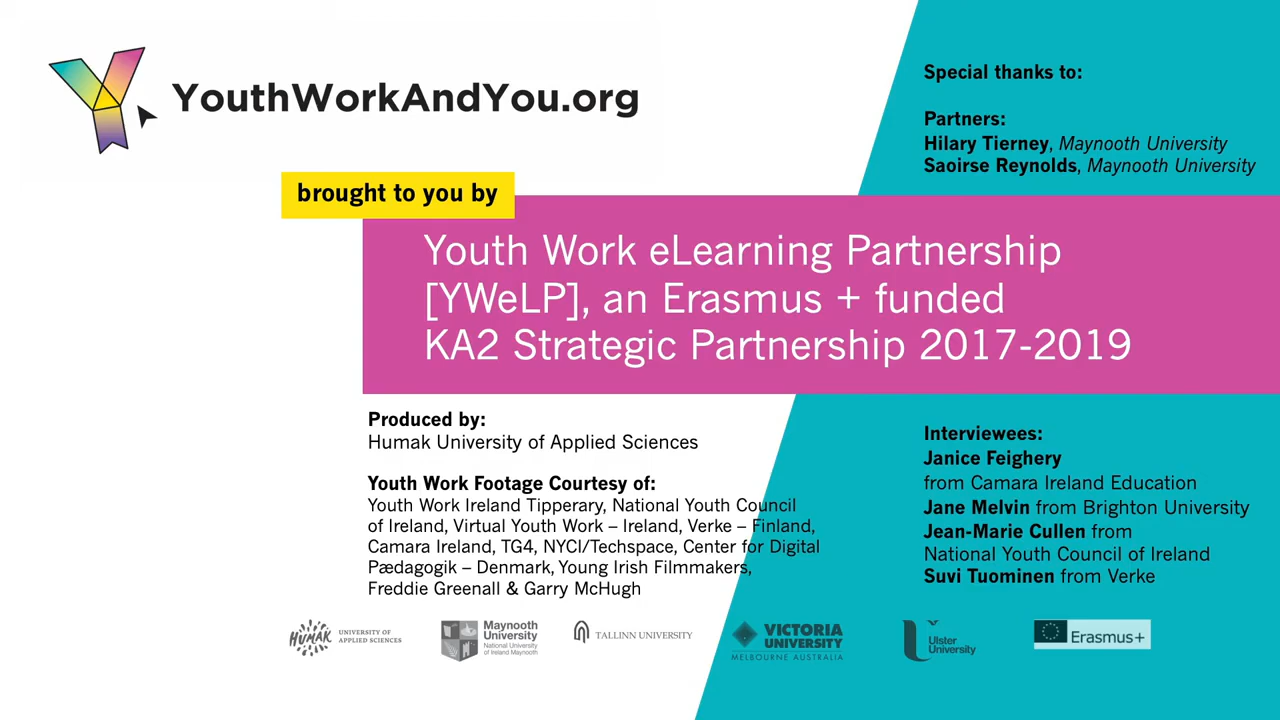 YouthWorkAndYou.org
brought to you by
Youth Work eLearning Partnership
[YWeLP], an Erasmus + funded
KA2 Strategic Partnership 2017-2019
Special thanks to:
Partners:
Hilary Tierney, Maynooth University
Saoirse Reynolds, Maynooth University
Produced by:
Humak University of Applied Sciences
Youth Work Footage Courtesy of:
Youth Work Ireland Tipperary, National Youth Council
of Ireland, Virtual Youth Work – Ireland, Verke – Finland,
Camara Ireland, TG4, NYCI/Techspace, Center for Digital
Pædagogik – Denmark, Young Irish Filmmakers,
Freddie Greenall & Garry McHugh
Interviewees:
Janice Feighery
from Camara Ireland Education
Jane Melvin from Brighton University
Jean-Marie Cullen from
National Youth Council of Ireland
Suvi Tuominen from Verke
HUMAK
UNIVERSITY OF
APPLIED SCIENCES
Maynooth
University
National University
of Ireland Maynooth
TALLINN UNIVERSITY
VICTORIA
UNIVERSITY
MELBOURNE AUSTRALIA
Ulster
University
Erasmus+